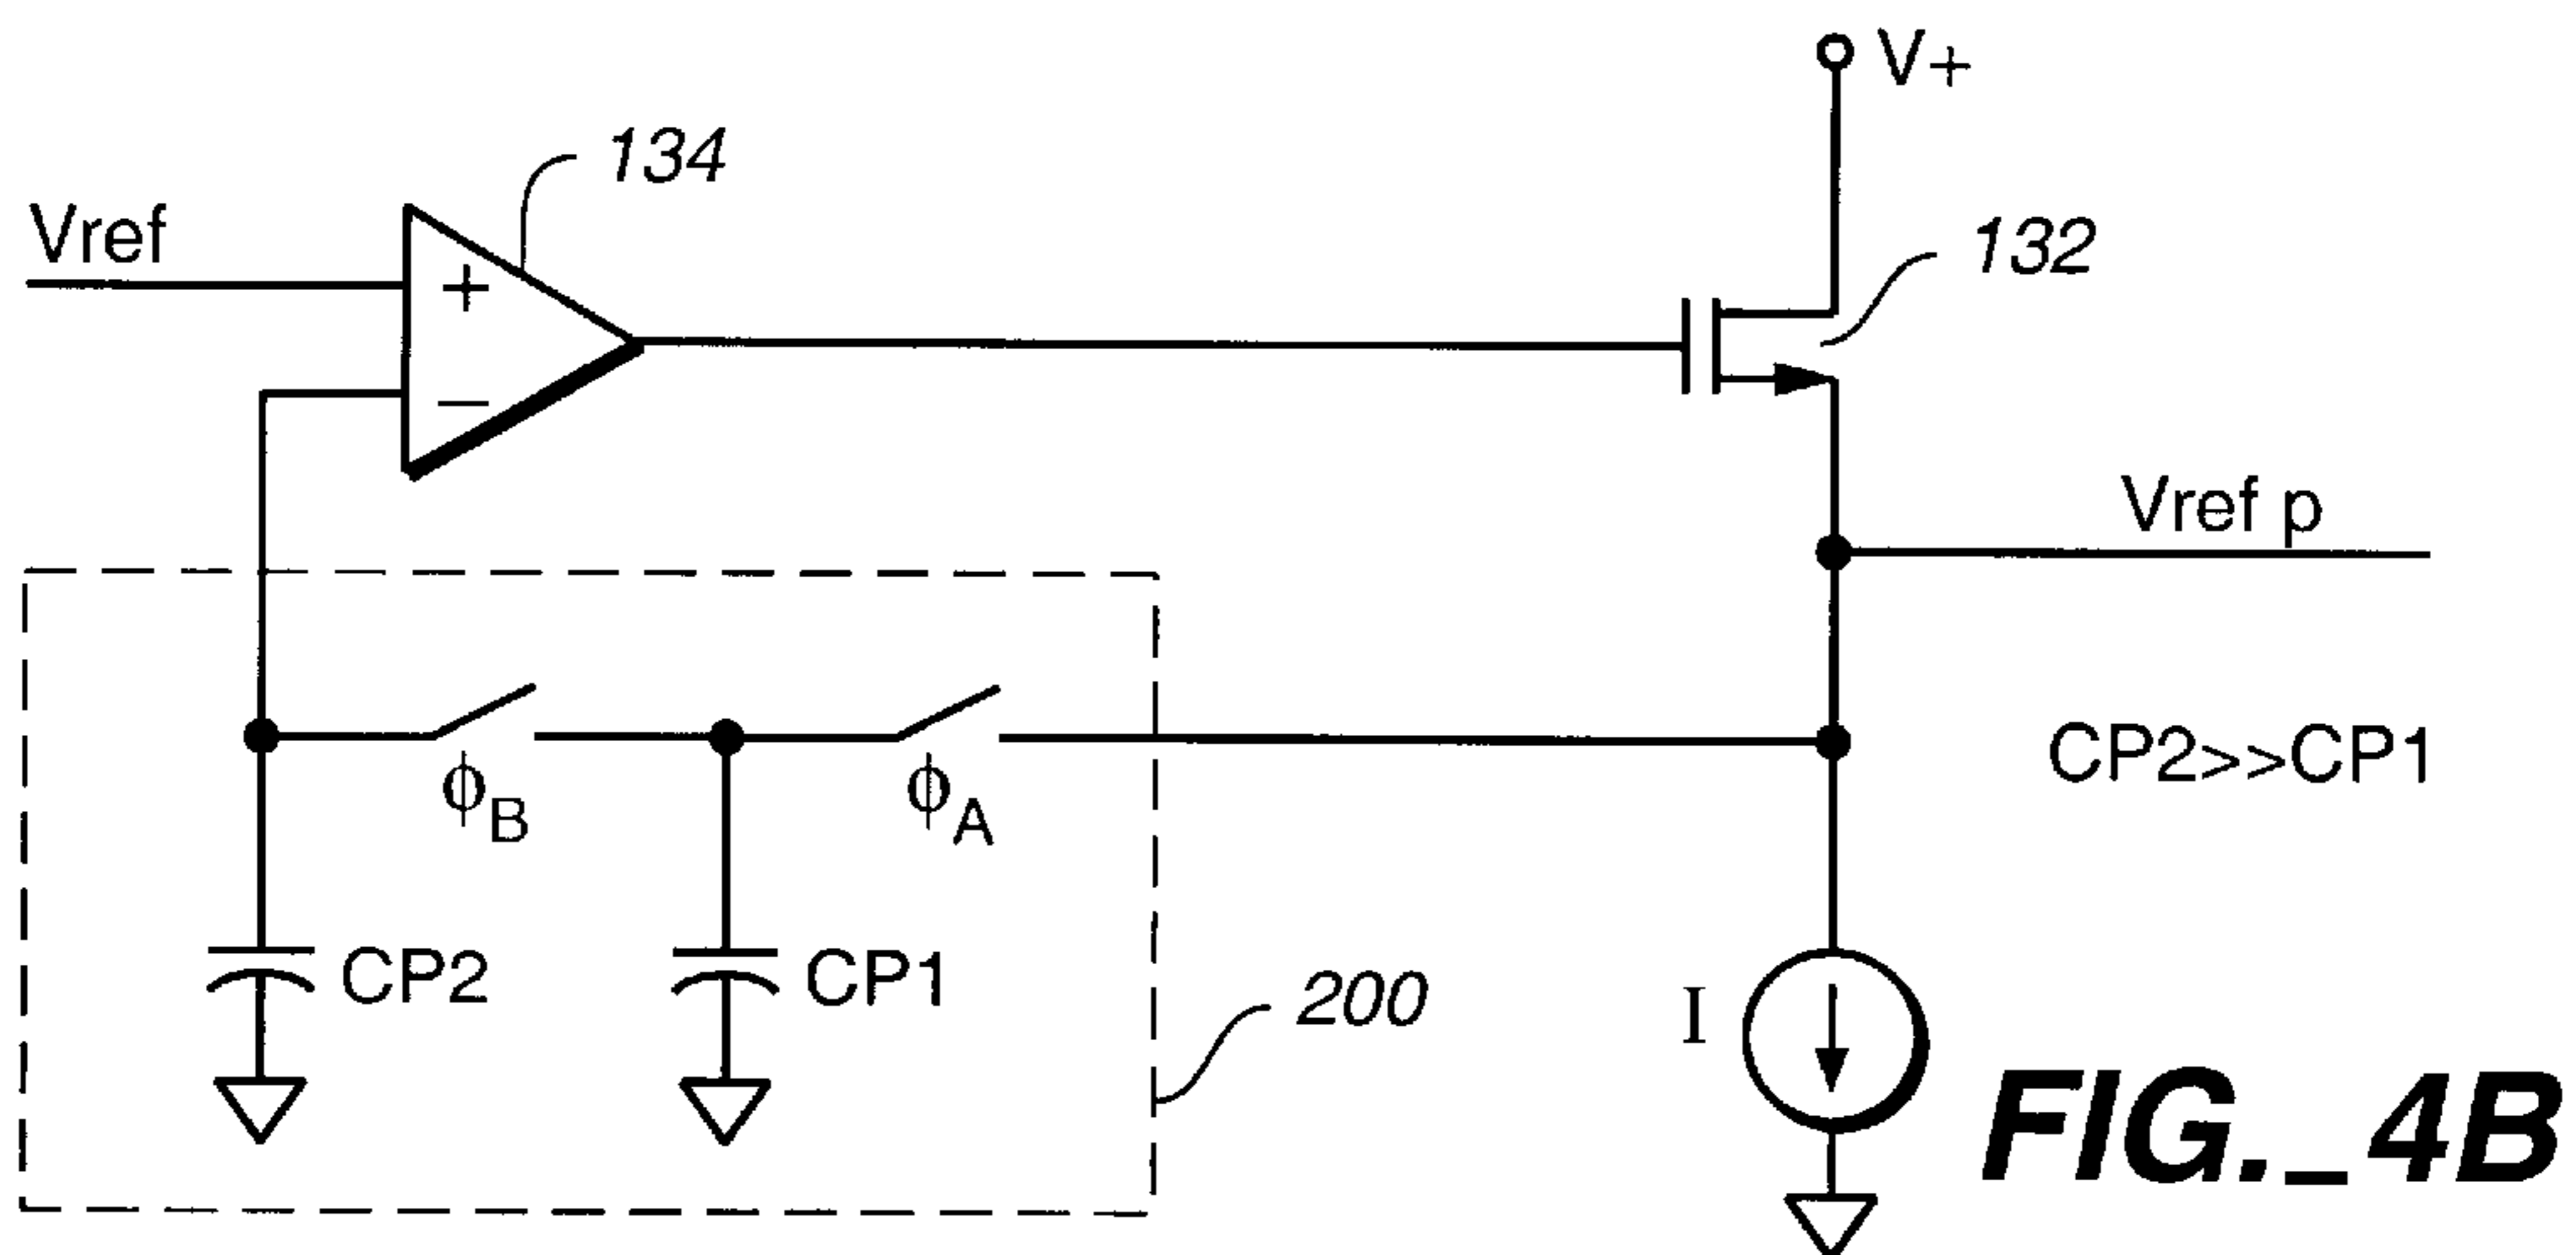 V+
134
Vref
132
+
−
Vref p
CP2>>CP1
ϕB
ϕA
CP2
CP1
200
I
FIG._4B